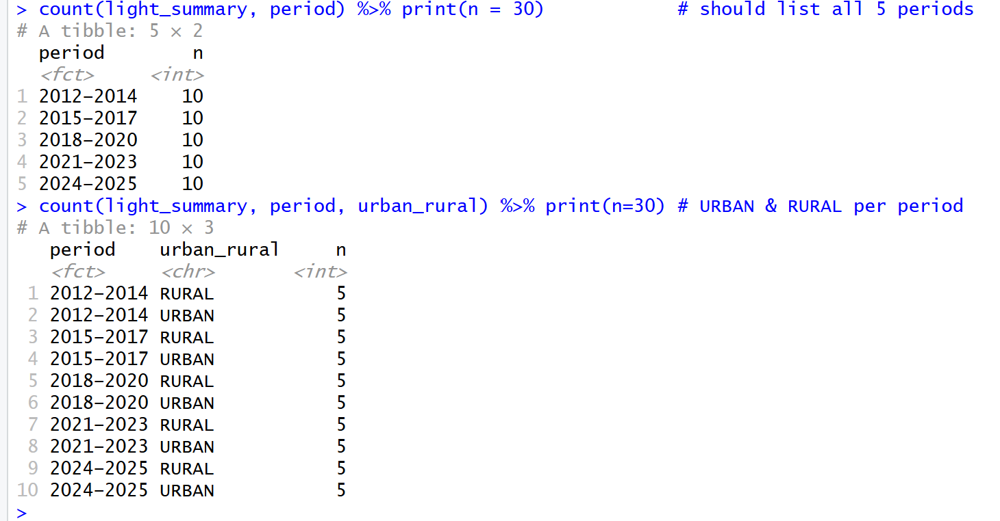 > count(light_summary, period) %>% print(n = 30)            # should list all 5 periods
# A tibble: 5 × 2
  period        n
  <fct>     <int>
1 2012-2014    10
2 2015-2017    10
3 2018-2020    10
4 2021-2023    10
5 2024-2025    10
> count(light_summary, period, urban_rural) %>% print(n=30) # URBAN & RURAL per period
# A tibble: 10 × 3
   period    urban_rural     n
   <fct>     <chr>       <int>
 1 2012-2014 RURAL           5
 2 2012-2014 URBAN           5
 3 2015-2017 RURAL           5
 4 2015-2017 URBAN           5
 5 2018-2020 RURAL           5
 6 2018-2020 URBAN           5
 7 2021-2023 RURAL           5
 8 2021-2023 URBAN           5
 9 2024-2025 RURAL           5
10 2024-2025 URBAN           5
>